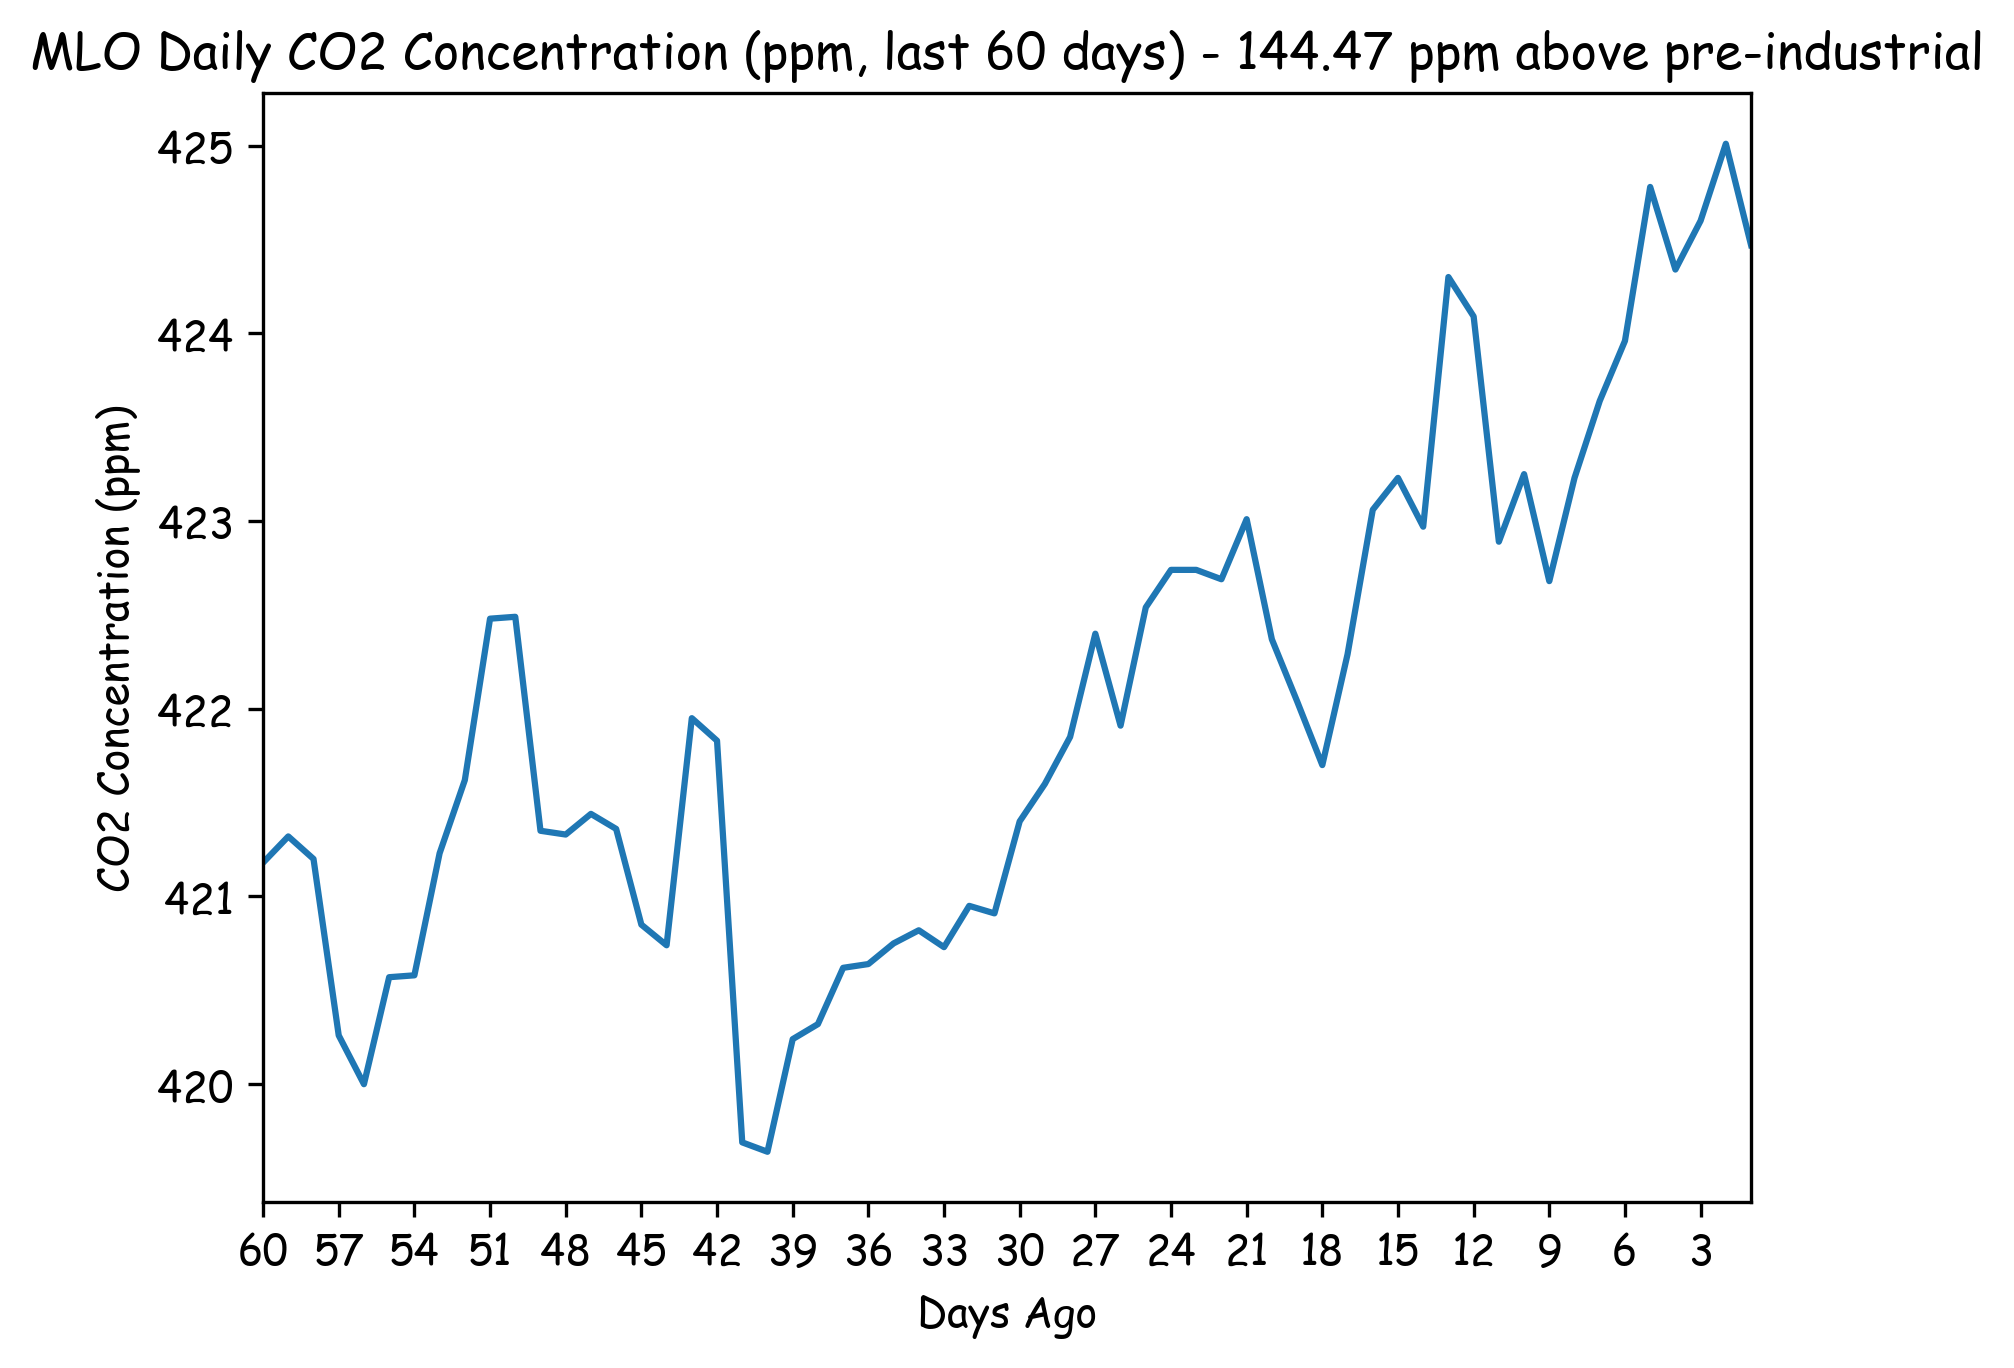 MLO Daily CO2 Concentration (ppm, last 60 days) - 144.47 ppm above pre-industrial
425
424
423
422
421
420
CO2 Concentration (ppm)
60 57 54 51 48 45 42 39 36 33 30 27 24 21 18 15 12 9 6 3
Days Ago